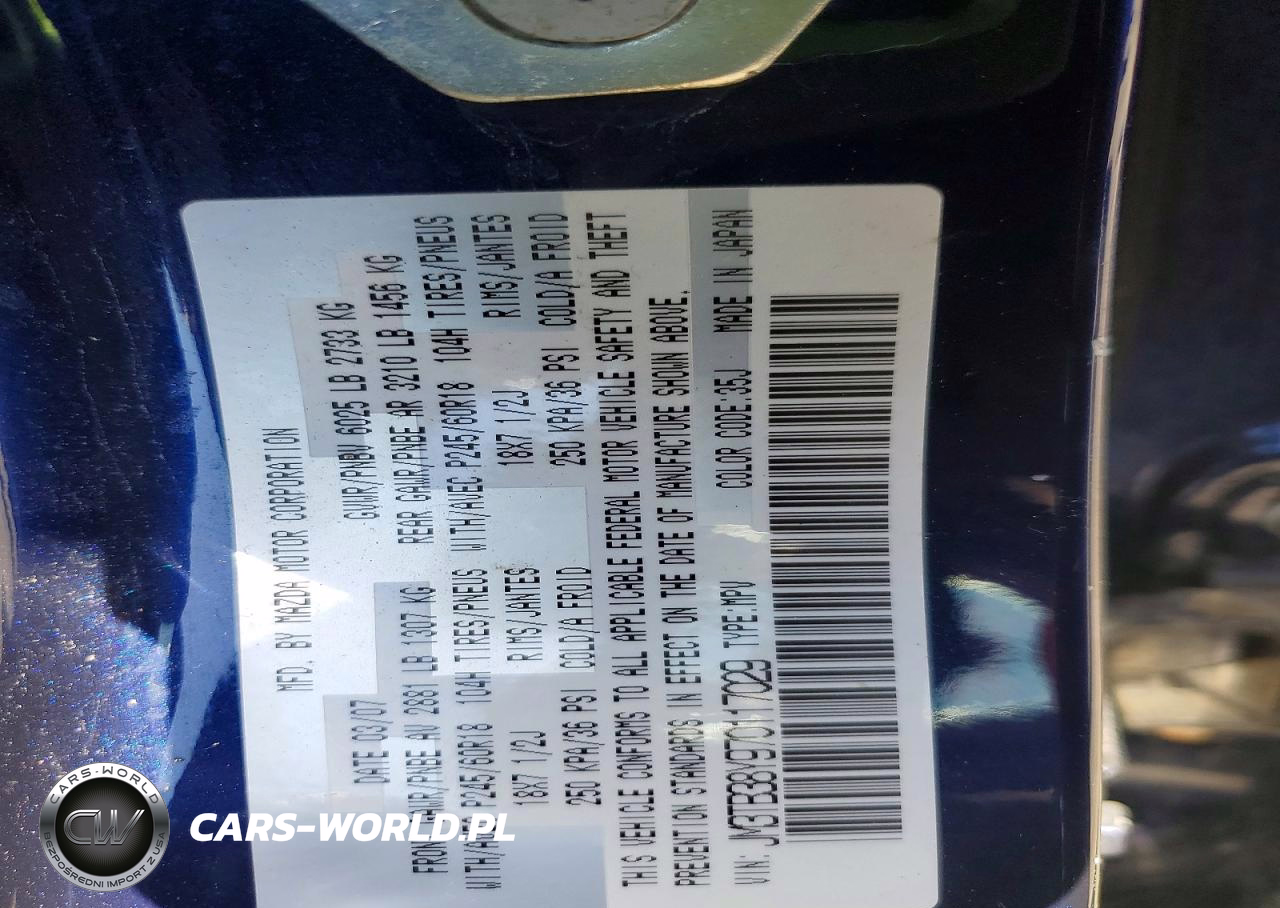 MFD. BY MAZDA MOTOR CORPORATION
DATE 03/07 GVWR/PNBV 6025 LB 2733 KG
FRONT GAWR/PNBE AV 2881 LB 1307 KG REAR GAWR/PNBE AR 3210 LB 1456 KG
WITH/AVEC P245/60R18 104H TIRES/PNEUS WITH/AVEC P245/60R18 104H TIRES/PNEUS
18X7 1/2J RIMS/JANTES 18X7 1/2J RIMS/JANTES
250 KPA/36 PSI COLD/A FROID 250 KPA/36 PSI COLD/A FROID
THIS VEHICLE CONFORMS TO ALL APPLICABLE FEDERAL MOTOR VEHICLE SAFETY AND THEFT
PREVENTION STANDARDS IN EFFECT ON THE DATE OF MANUFACTURE SHOWN ABOVE.
VIN: JM3TB38Y970117029 TYPE:MPV COLOR CODE:35J MADE IN JAPAN
CARS-WORLD
CW
BEZPOŚREDNI IMPORT Z USA
CARS-WORLD.PL